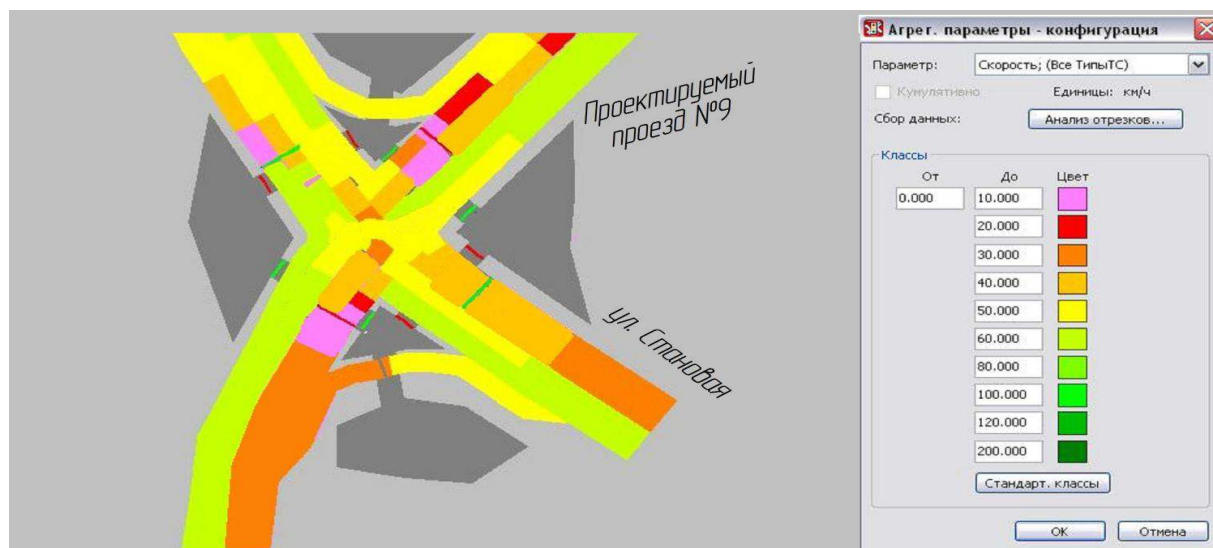 Проектируемый
проезд №9
ул. Становая
Агрег. параметры - конфигурация
Параметр: Скорость; (Все ТипыТС)
Кумулятивно Единицы: км/ч
Сбор данных: Анализ отрезков...
Классы
От До Цвет
0.000 10.000
20.000
30.000
40.000
50.000
60.000
80.000
100.000
120.000
200.000
Стандарт. классы
OK Отмена